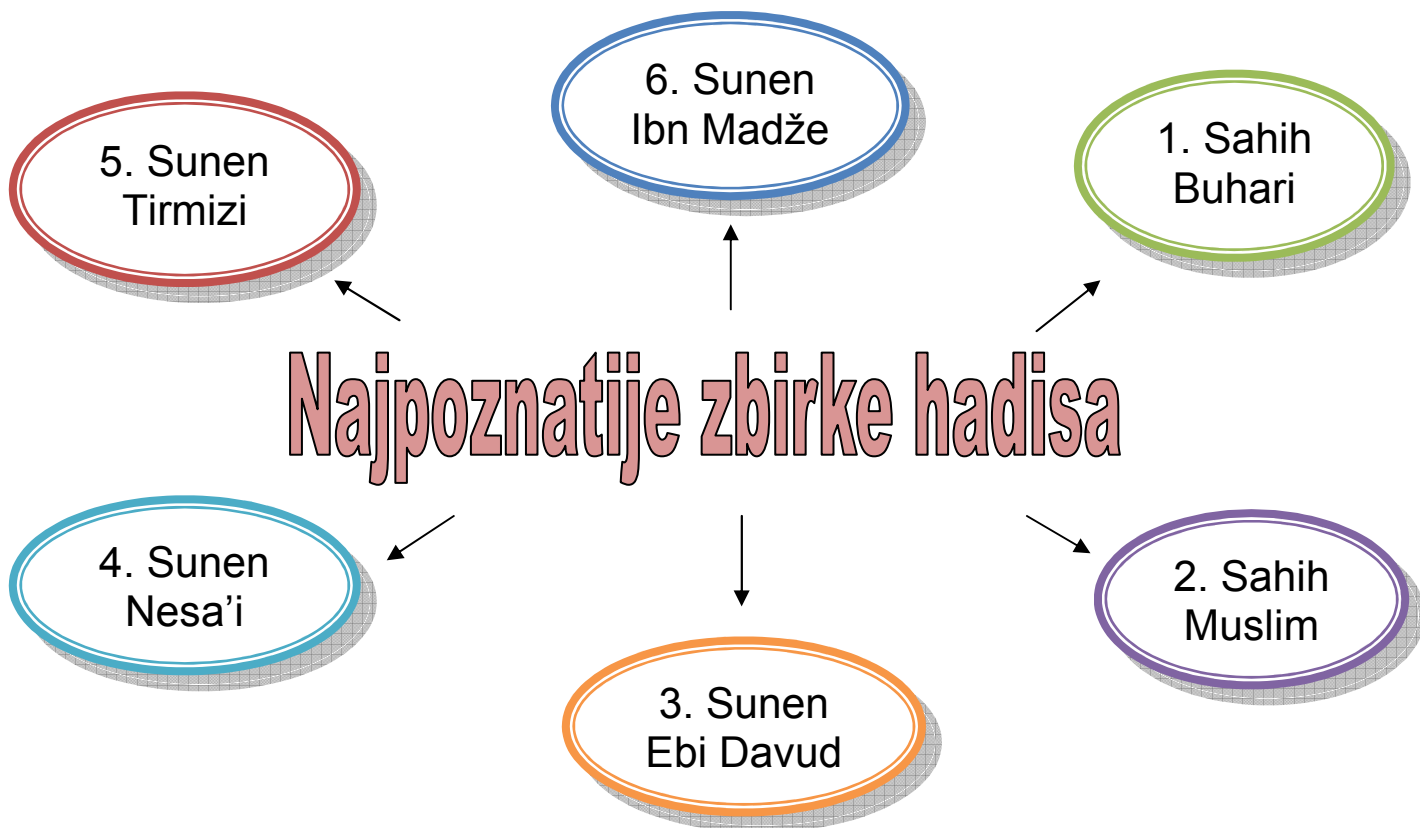 6. Sunen
Ibn Madže
5. Sunen
Tirmizi
1. Sahih
Buhari
Najpoznatije zbirke hadisa
4. Sunen
Nesa’i
2. Sahih
Muslim
3. Sunen
Ebi Davud